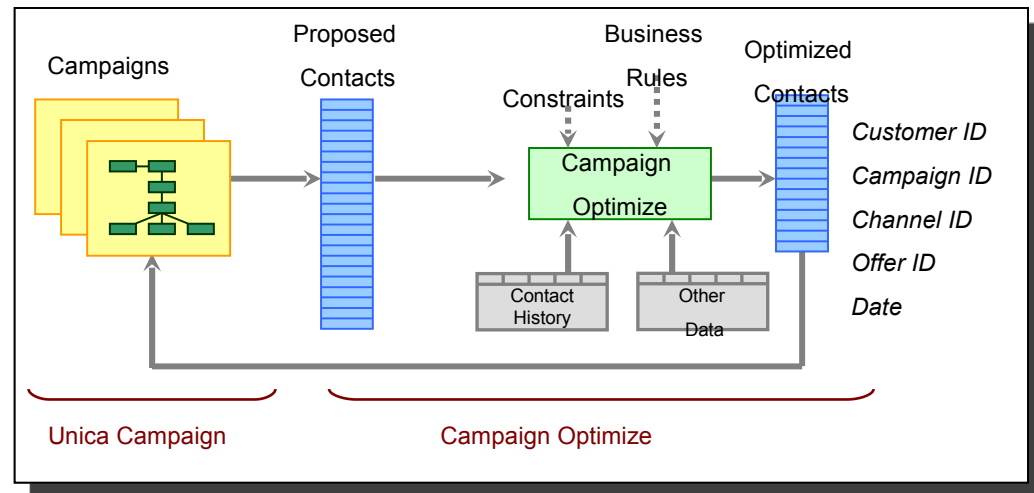 Campaigns
Proposed
Contacts
Constraints
Business
Rules
Optimized
Contacts
Campaign
Optimize
Contact
History
Other
Data
Customer ID
Campaign ID
Channel ID
Offer ID
Date
Unica Campaign
Campaign Optimize